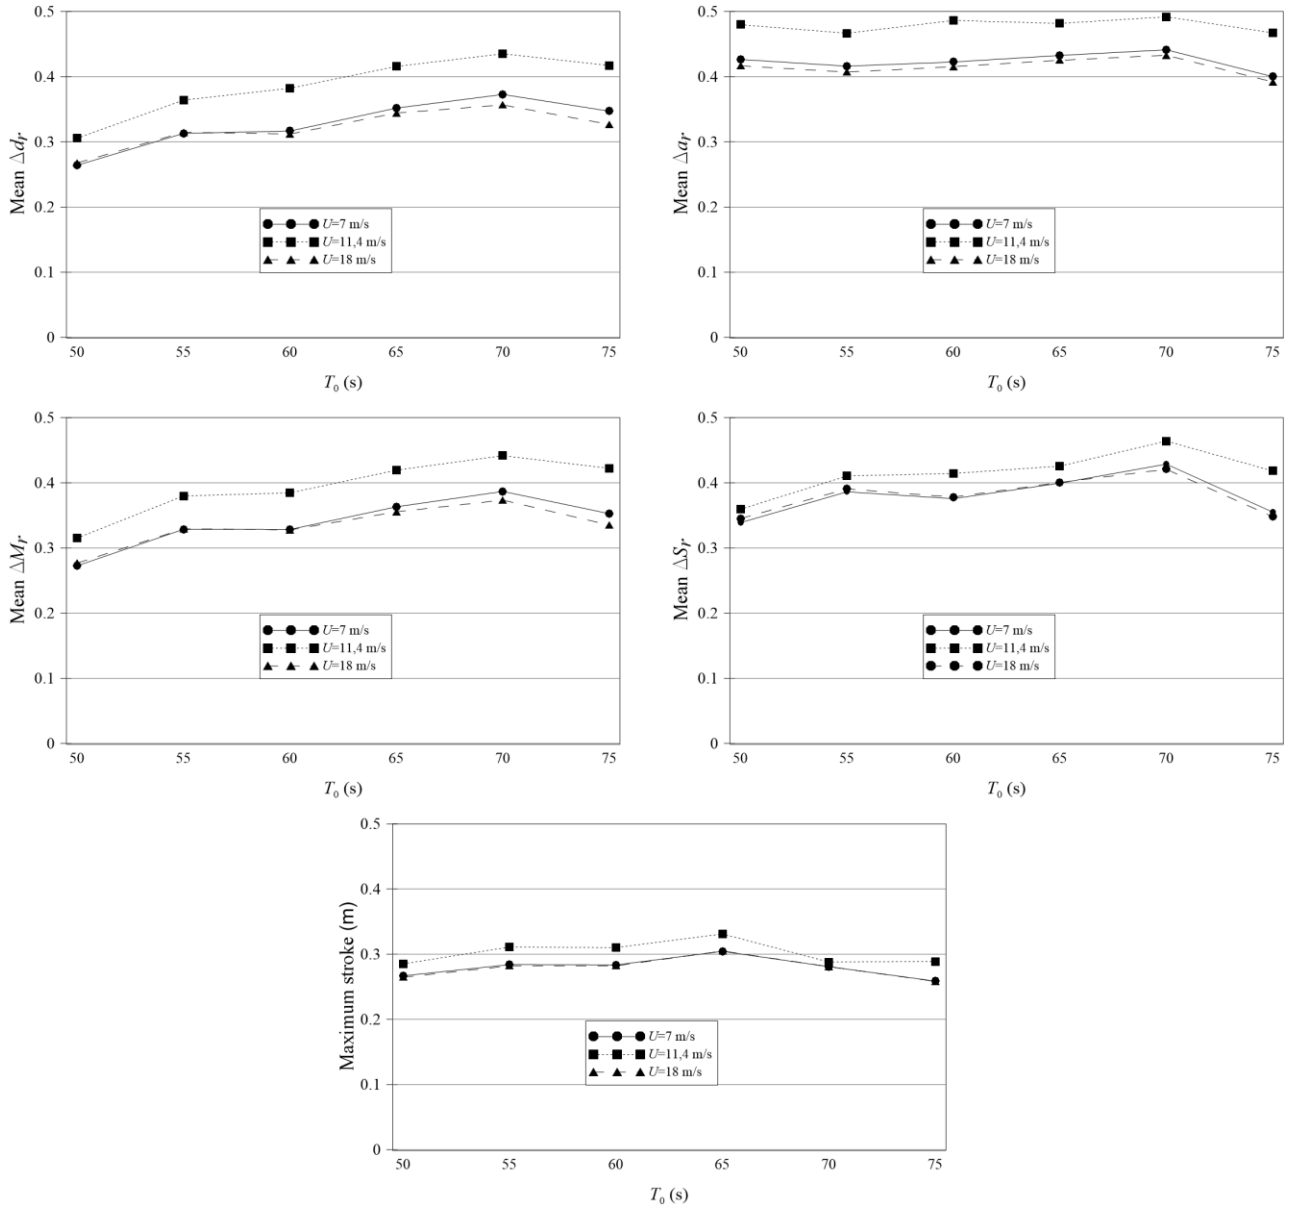 0.5
0.4
0.3
0.2
0.1
0
Mean △dr
U=7 m/s
U=11,4 m/s
U=18 m/s
50 55 60 65 70 75
T0 (s)
0.5
0.4
0.3
0.2
0.1
0
Mean △ar
U=7 m/s
U=11,4 m/s
U=18 m/s
50 55 60 65 70 75
T0 (s)
0.5
0.4
0.3
0.2
0.1
0
Mean △Mr
U=7 m/s
U=11,4 m/s
U=18 m/s
50 55 60 65 70 75
T0 (s)
0.5
0.4
0.3
0.2
0.1
0
Mean △Sr
U=7 m/s
U=11,4 m/s
U=18 m/s
50 55 60 65 70 75
T0 (s)
0.5
0.4
0.3
0.2
0.1
0
Maximum stroke (m)
U=7 m/s
U=11,4 m/s
U=18 m/s
50 55 60 65 70 75
T0 (s)